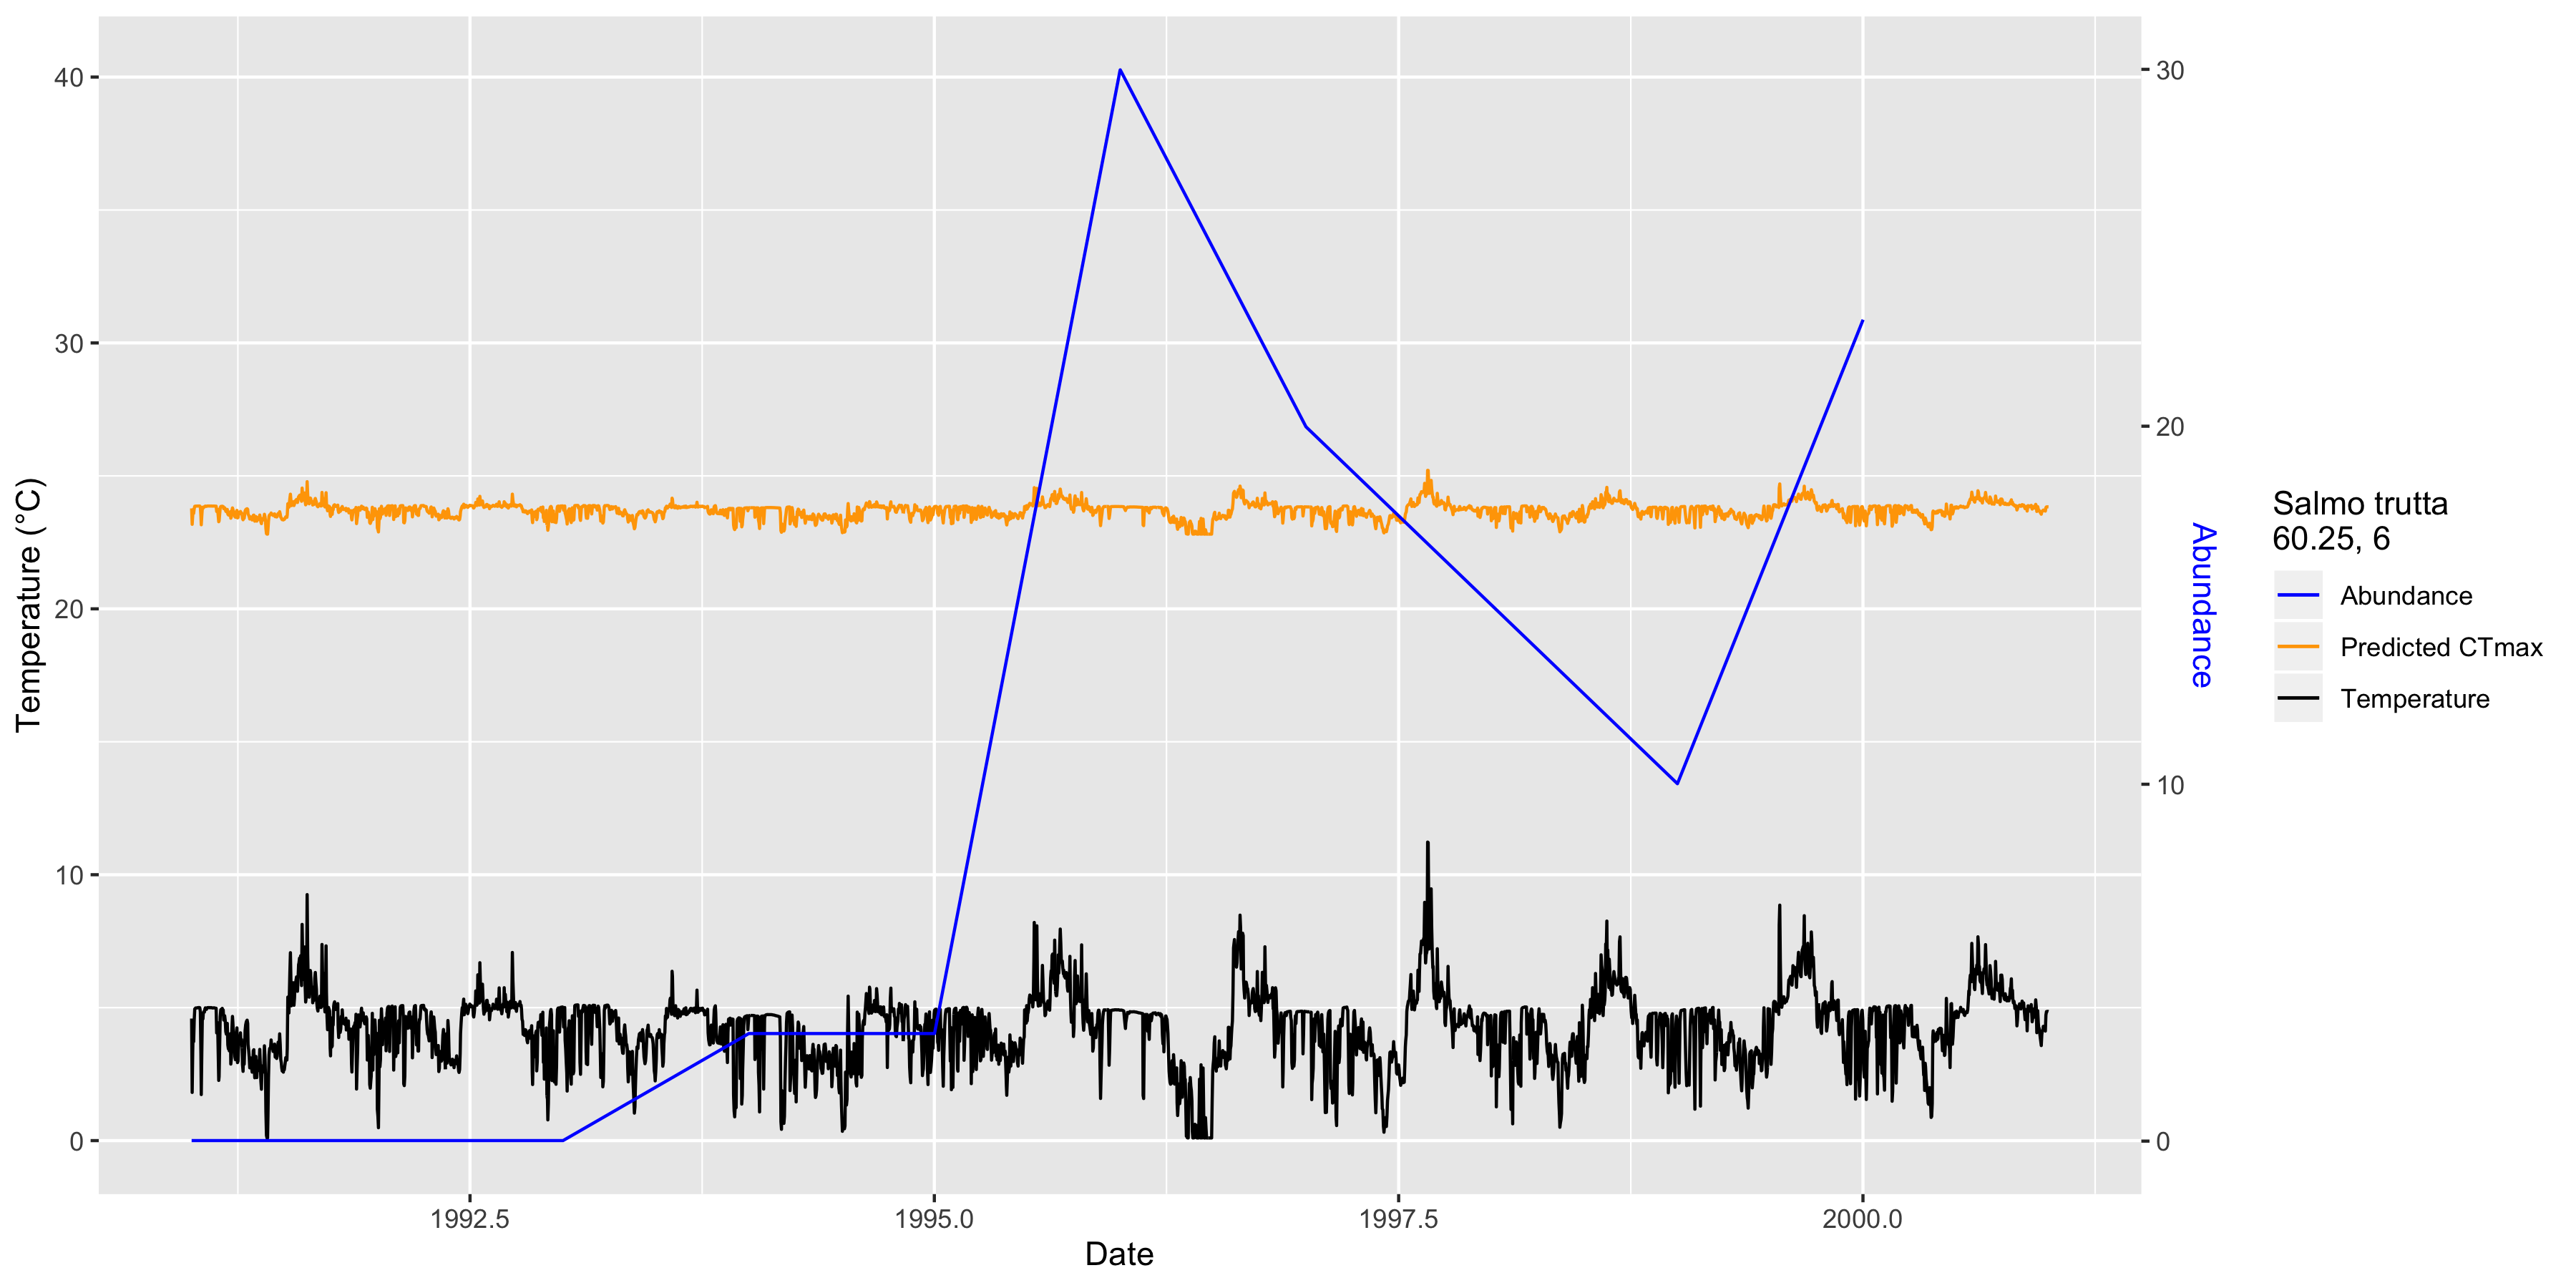 40
30
20
10
0
Temperature (°C)
1992.5
1995.0
1997.5
2000.0
Date
30
20
10
0
Abundance
Salmo trutta
60.25, 6
Abundance
Predicted CTmax
Temperature